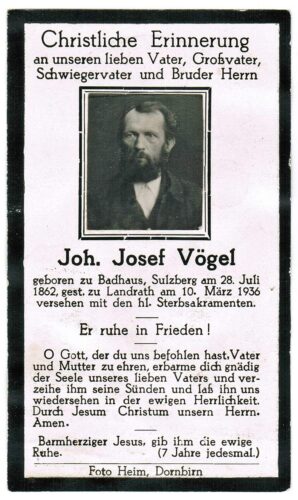 Christliche Erinnerung
an unseren lieben Vater, Großvater,
Schwiegervater und Bruder Herrn
Joh. Josef Vögel
geboren zu Badhaus, Sulzberg am 28. Juli
1862, gest. zu Landrath am 10. März 1936
versehen mit den hl. Sterbsakramenten.
Er ruhe in Frieden!
O Gott, der du uns befohlen hast, Vater
und Mutter zu ehren, erbarme dich gnädig
der Seele unseres lieben Vaters und ver-
zeihe ihm seine Sünden und laß ihn uns
wiedersehen in der ewigen Herrlichkeit.
Durch Jesum Christum unsern Herrn.
Amen.
Barmherziger Jesus, gib ihm die ewige
Ruhe. (7 Jahre jedesmal.)
Foto Heim, Dornbirn